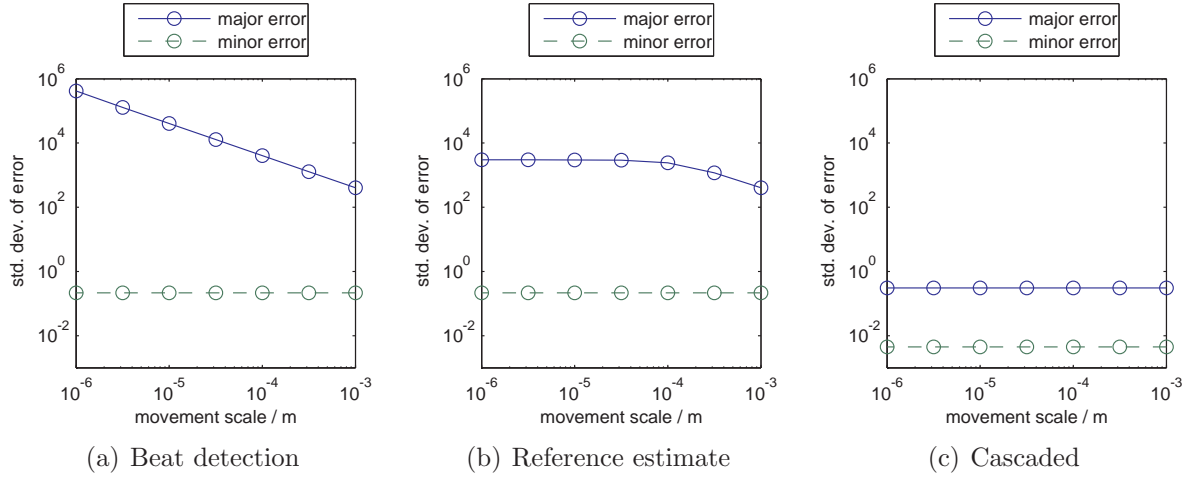 major error
minor error
10^6
10^4
10^2
10^0
10^-2
std. dev. of error
10^-6
10^-5
10^-4
10^-3
movement scale / m
(a) Beat detection
major error
minor error
10^6
10^4
10^2
10^0
10^-2
std. dev. of error
10^-6
10^-5
10^-4
10^-3
movement scale / m
(b) Reference estimate
major error
minor error
10^6
10^4
10^2
10^0
10^-2
std. dev. of error
10^-6
10^-5
10^-4
10^-3
movement scale / m
(c) Cascaded